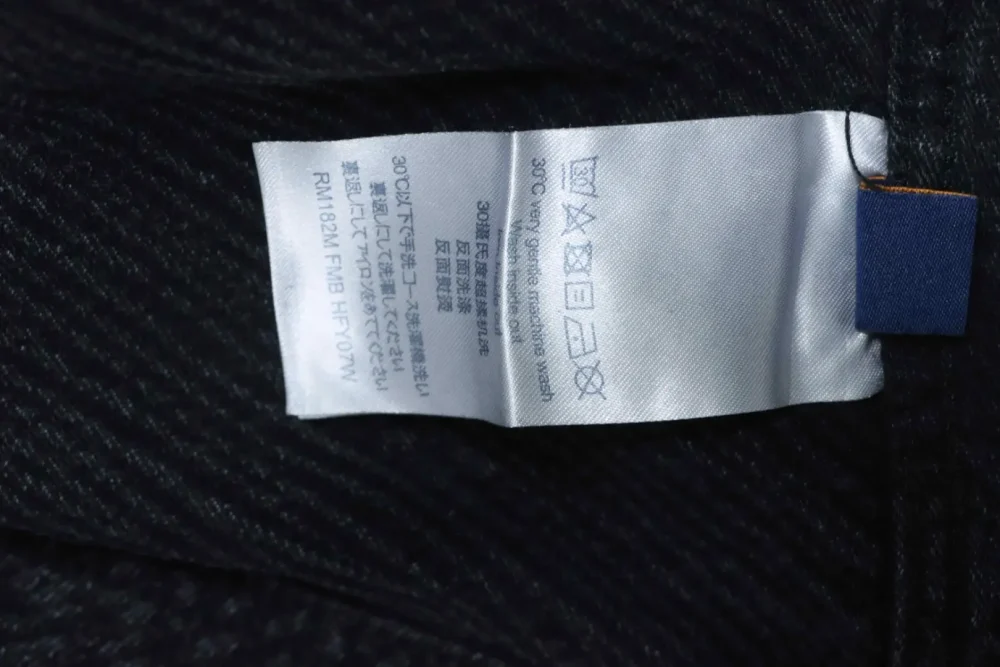 30
30°C very gentle machine wash
Wash inside out
30摄氏度超柔机洗
反面洗涤
反面熨烫
30℃以下で手洗コース洗濯機洗い
裏返しにして洗濯してください
裏返しにしてアイロンをあててください
RM182M FMB HFY07W